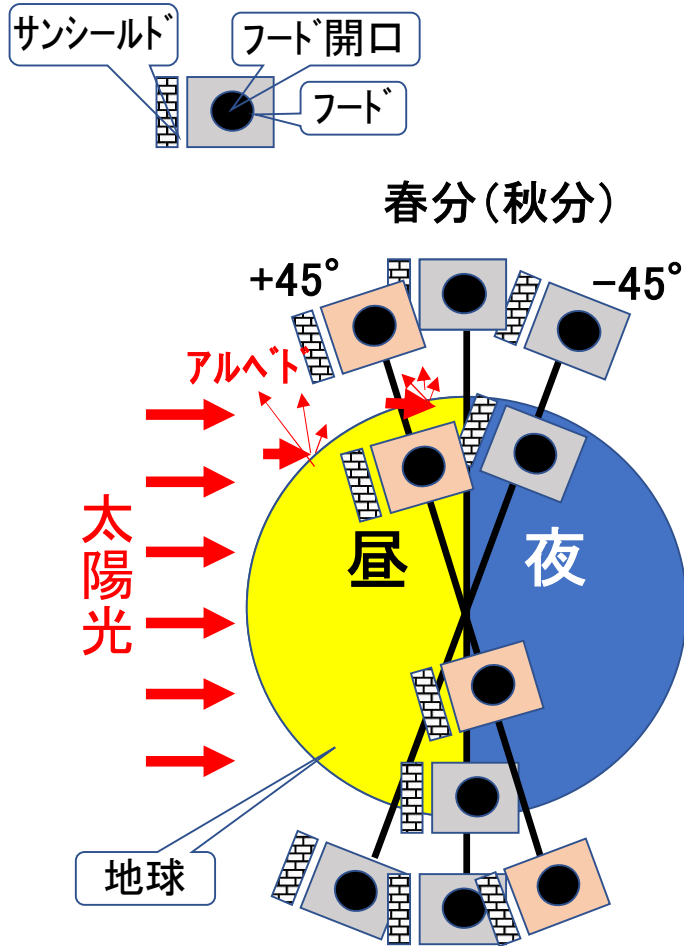 サンシールド
フード開口
フード
春分(秋分)
+45°
-45°
アルベド
太陽光
昼
夜
地球